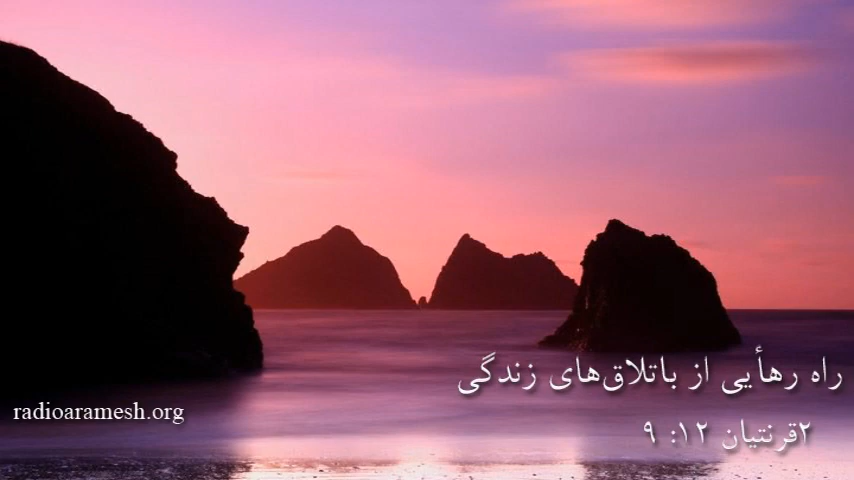 راه رهأیی از باتلاق‌های زندگی
۲قرنتیان ۱۲: ۹
radioaramesh.org